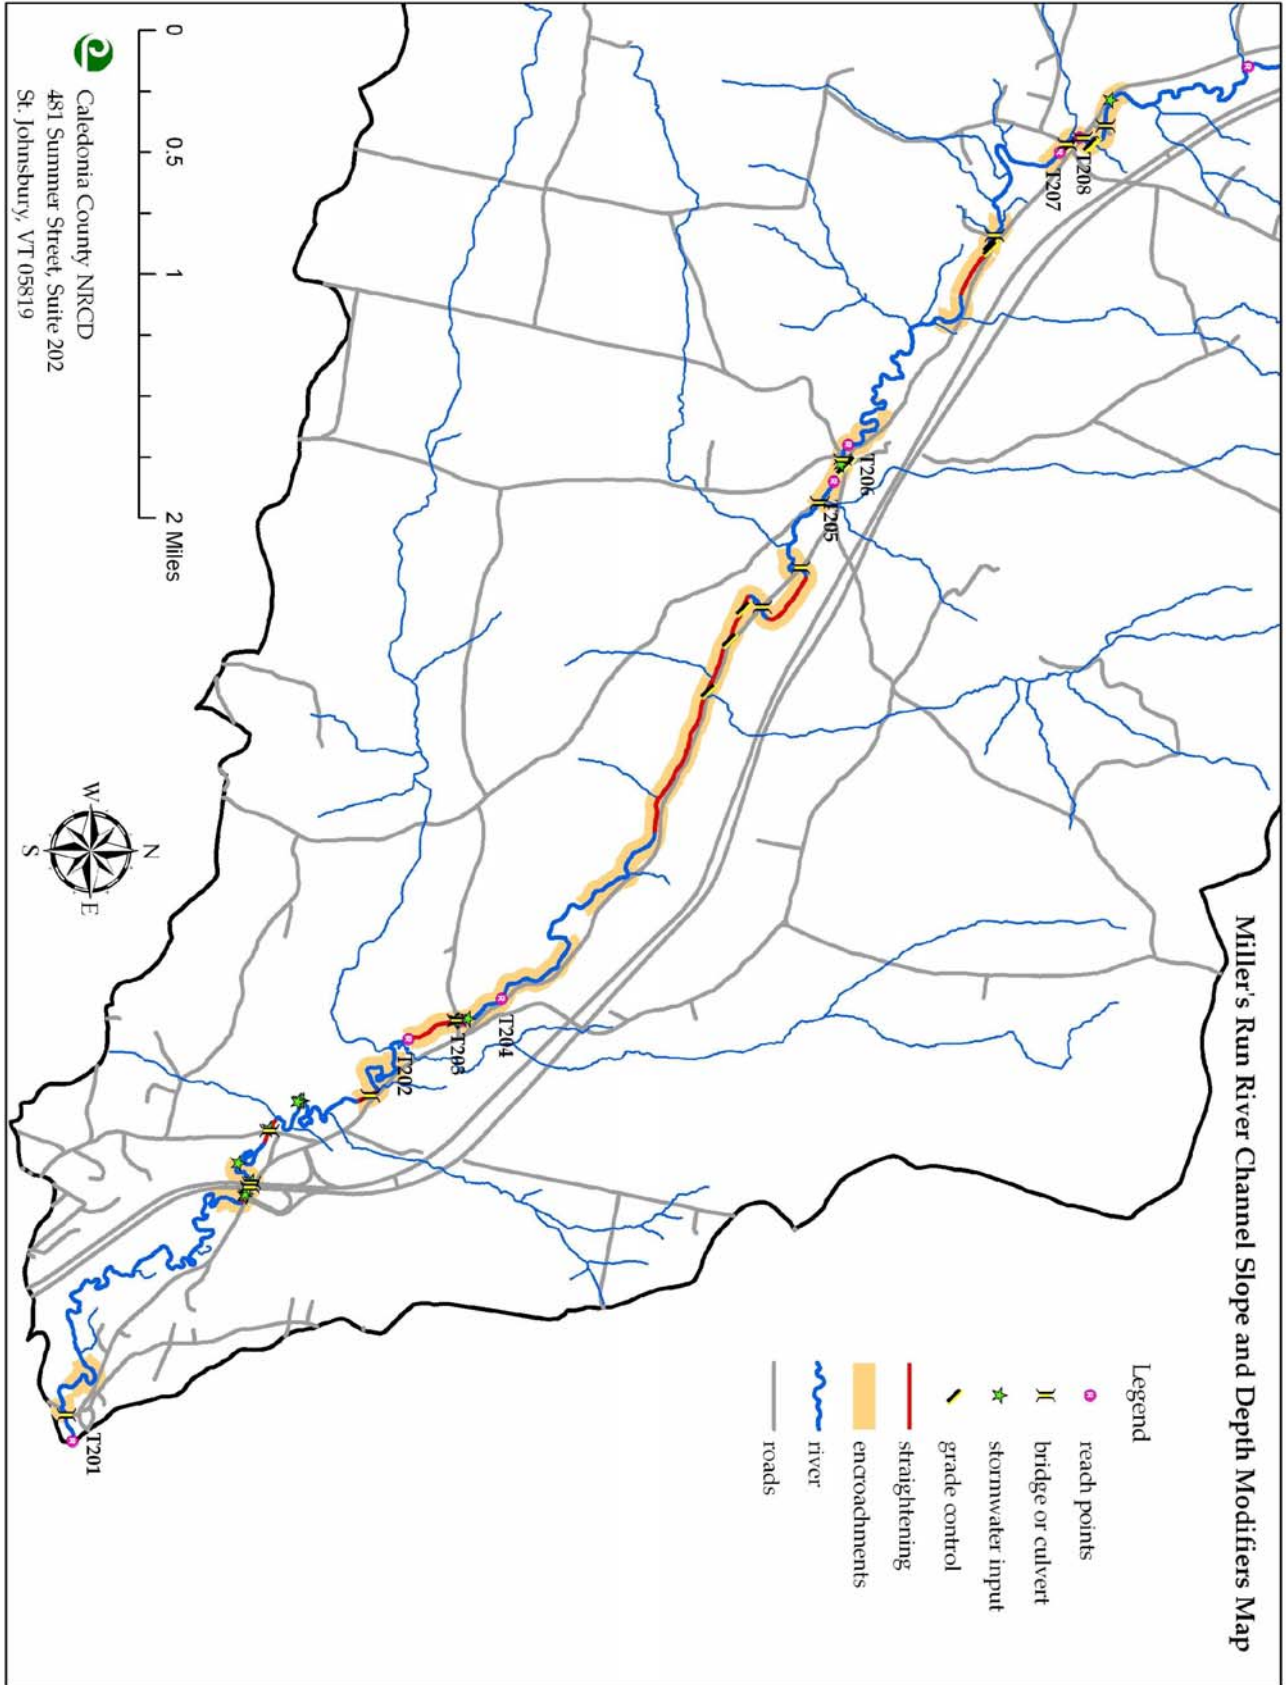 Miller's Run River Channel Slope and Depth Modifiers Map
Legend
R reach points
bridge or culvert
stormwater input
grade control
straightening
encroachments
river
roads
R
T208
R
T207
R
R
T206
R
T205
R
T204
R
T203
R
T202
R
T201
R
N
W
E
S
0
0.5
1
2 Miles
Caledonia County NRCD
481 Summer Street, Suite 202
St. Johnsbury, VT 05819